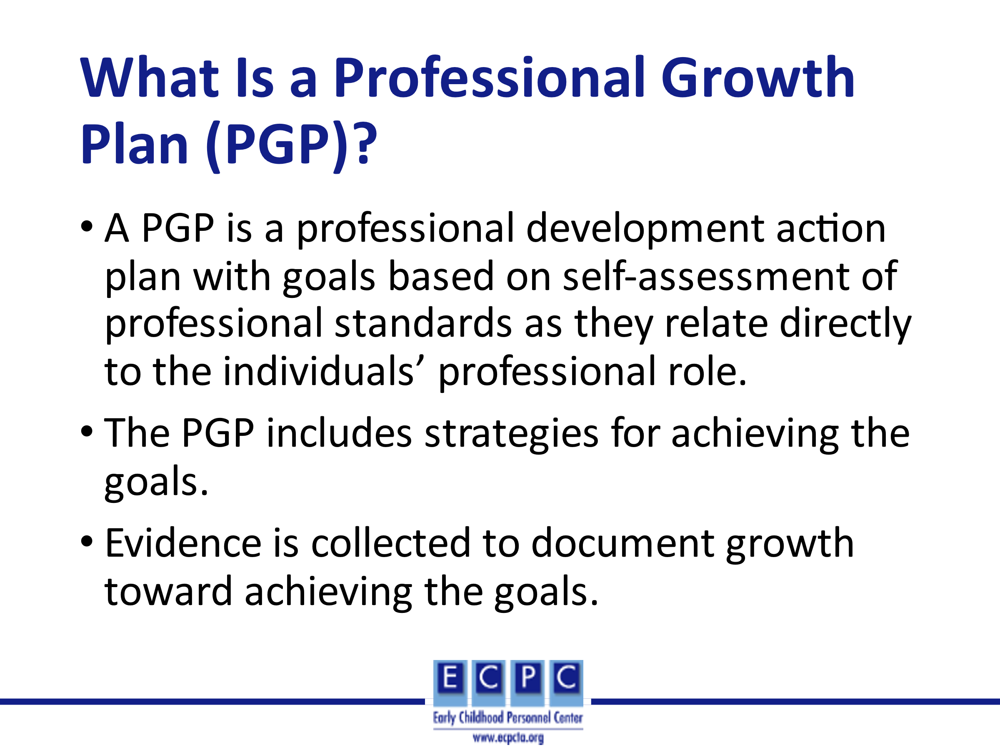 What Is a Professional Growth
Plan (PGP)?
• A PGP is a professional development action
plan with goals based on self-assessment of
professional standards as they relate directly
to the individuals’ professional role.
• The PGP includes strategies for achieving the
goals.
• Evidence is collected to document growth
toward achieving the goals.
E C P C
Early Childhood Personnel Center
www.ecpcta.org